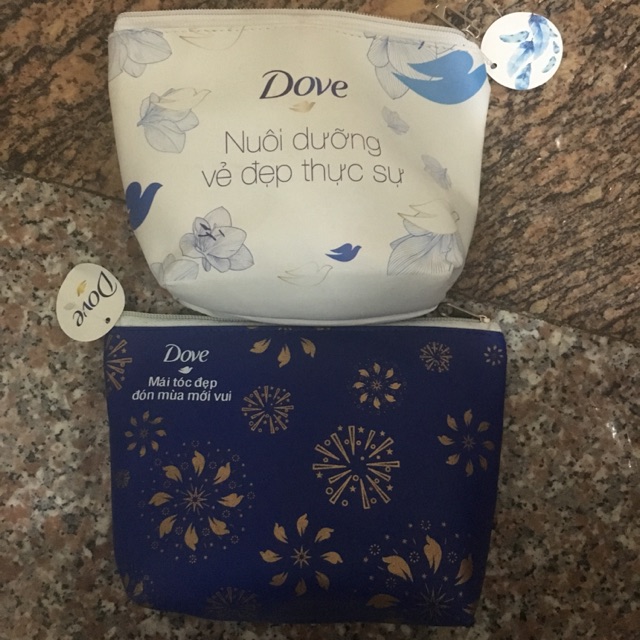 Dove
Nuôi dưỡng
vẻ đẹp thực sự
Dove
Dove
Mái tóc đẹp
đón mùa mới vui